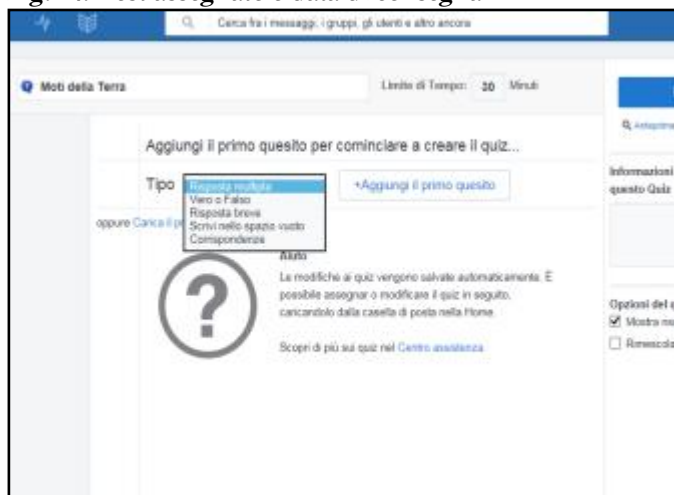 Cerca fra i messaggi, i gruppi, gli utenti e altro ancora
Moti della Terra
Limite di Tempo: 30 Minuti
Aggiungi il primo quesito per cominciare a creare il quiz...
Tipo
Risposta multipla
Vero o Falso
Risposta breve
Scrivi nello spazio vuoto
Corrispondenze
+Aggiungi il primo quesito
oppure Carica il
Aiuto
Le modifiche ai quiz vengono salvate automaticamente. È
possibile assegnar o modificare il quiz in seguito,
caricandolo dalla casella di posta nella Home.
Scopri di più sui quiz nel Centro assistenza
Anteprima
Informazioni
questo Quiz
Opzioni del
Mostra